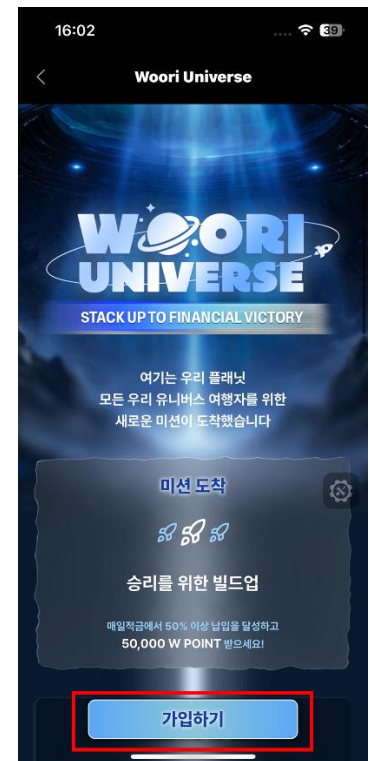 16:02
39
Woori Universe
WOORI
UNIVERSE
STACK UP TO FINANCIAL VICTORY
여기는 우리 플래닛
모든 우리 유니버스 여행자를 위한
새로운 미션이 도착했습니다
미션 도착
승리를 위한 빌드업
매일적금에서 50% 이상 납입을 달성하고
50,000 W POINT 받으세요!
가입하기